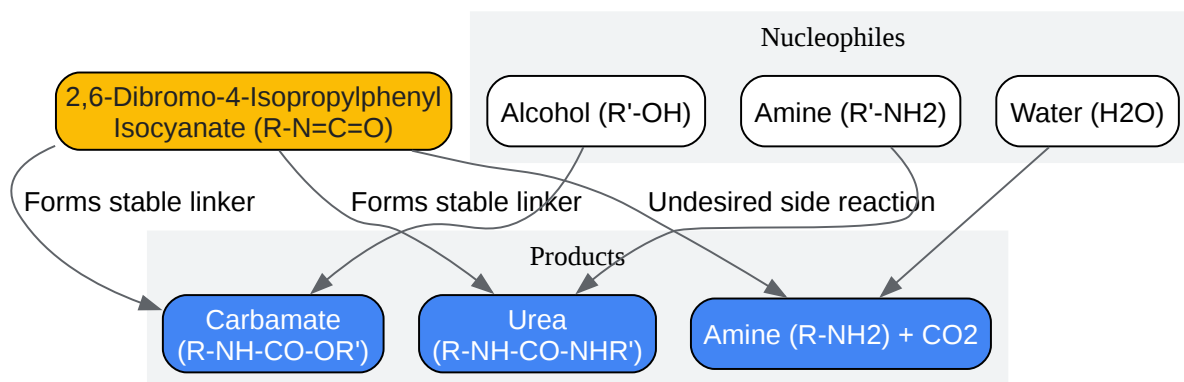 Nucleophiles
2,6-Dibromo-4-Isopropylphenyl
Isocyanate (R-N=C=O)
Alcohol (R'-OH)
Amine (R'-NH2)
Water (H2O)
Forms stable linker
Forms stable linker
Undesired side reaction
Products
Carbamate
(R-NH-CO-OR')
Urea
(R-NH-CO-NHR')
Amine (R-NH2) + CO2